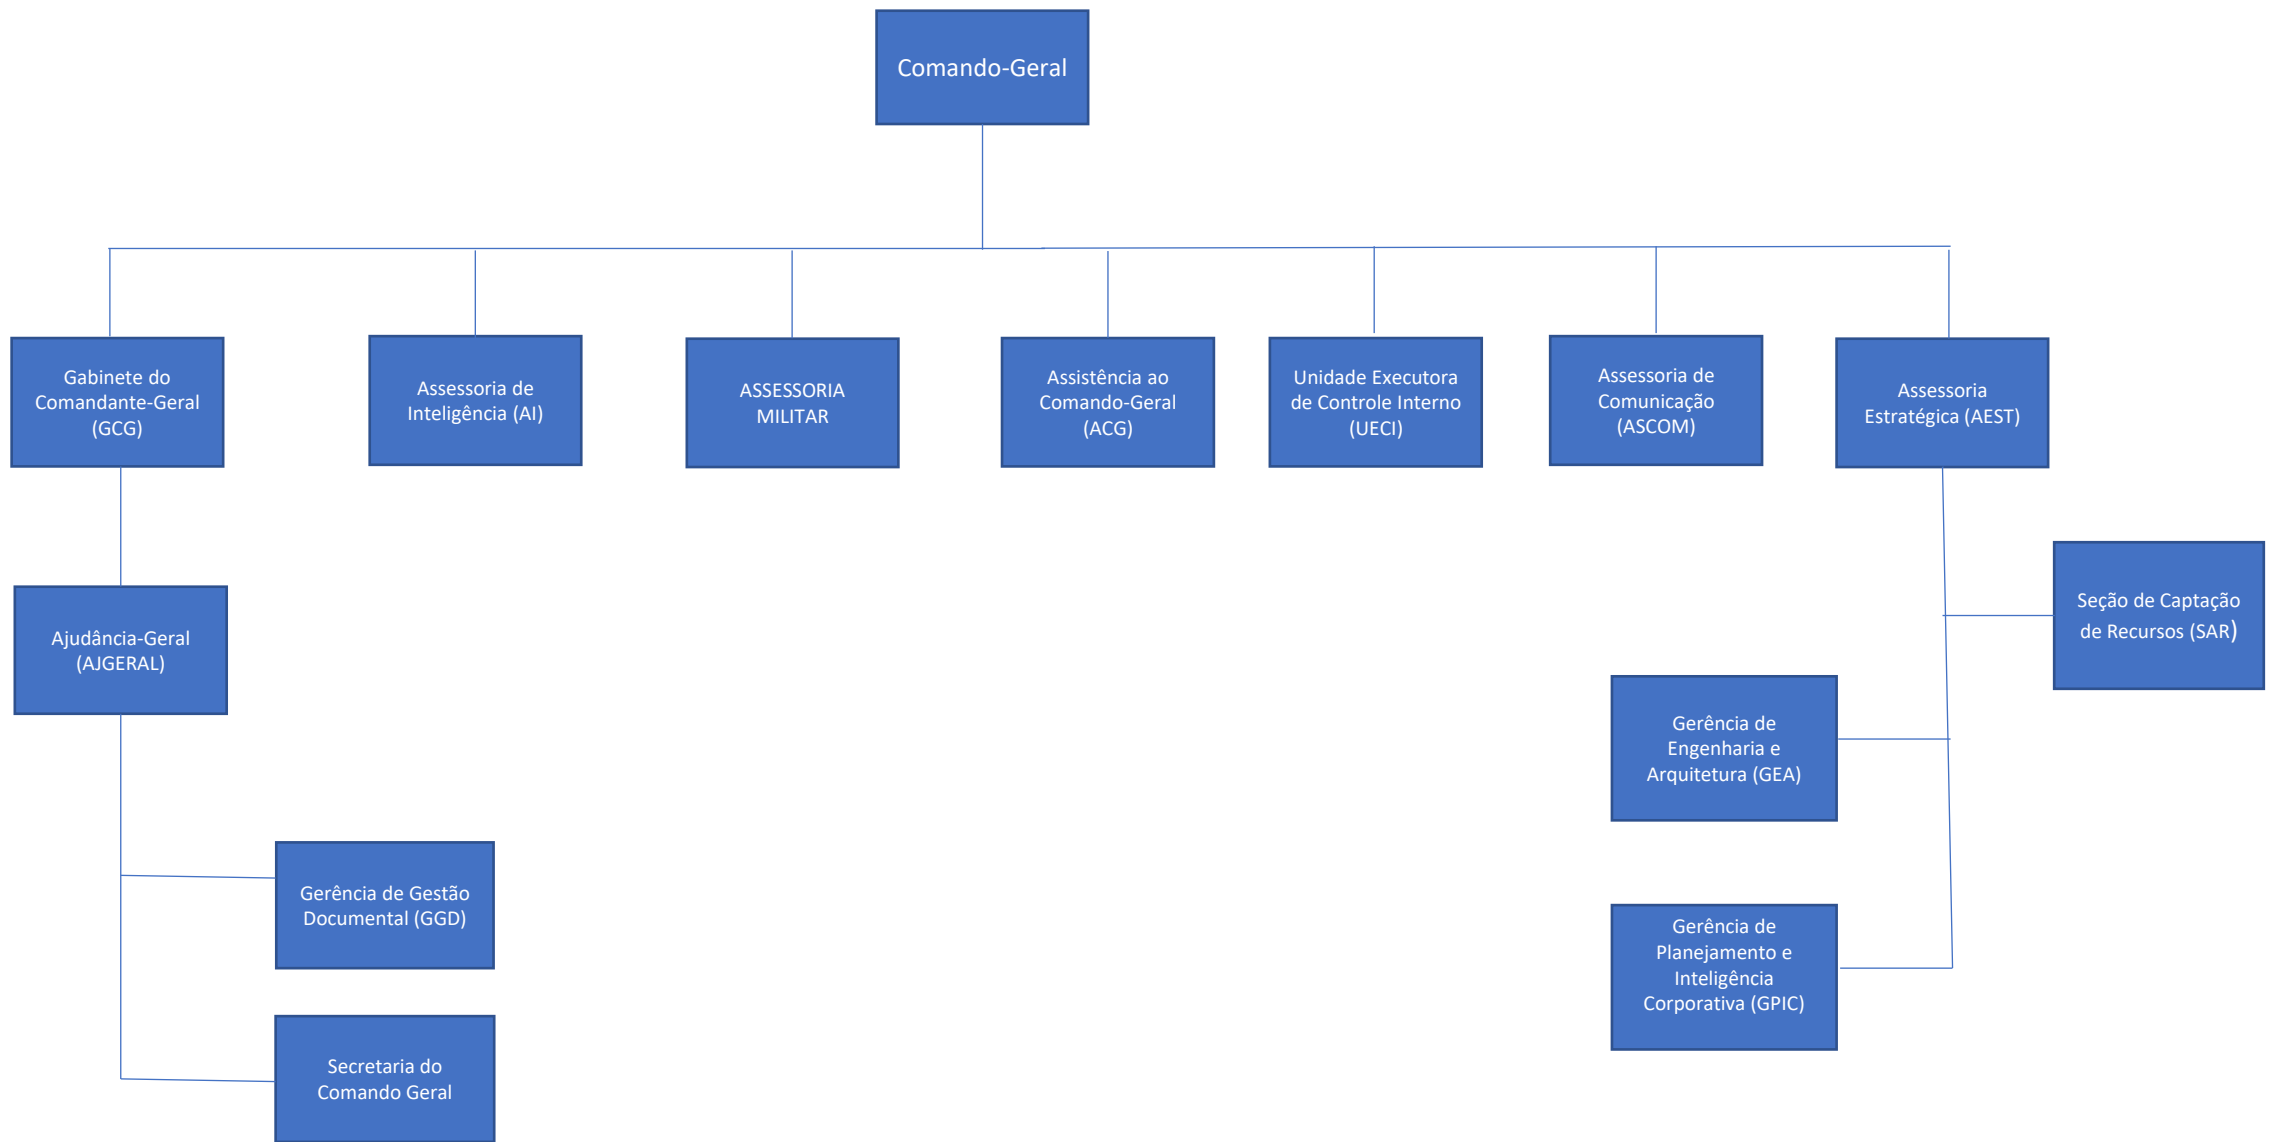 Comando-Geral
Gabinete do
Comandante-Geral
(GCG)
Assessoria de
Inteligência (AI)
ASSESSORIA
MILITAR
Assistência ao
Comando-Geral
(ACG)
Unidade Executora
de Controle Interno
(UECI)
Assessoria de
Comunicação
(ASCOM)
Assessoria
Estratégica (AEST)
Ajudância-Geral
(AJGERAL)
Seção de Captação
de Recursos (SAR)
Gerência de
Engenharia e
Arquitetura (GEA)
Gerência de Gestão
Documental (GGD)
Gerência de
Planejamento e
Inteligência
Corporativa (GPIC)
Secretaria do
Comando Geral